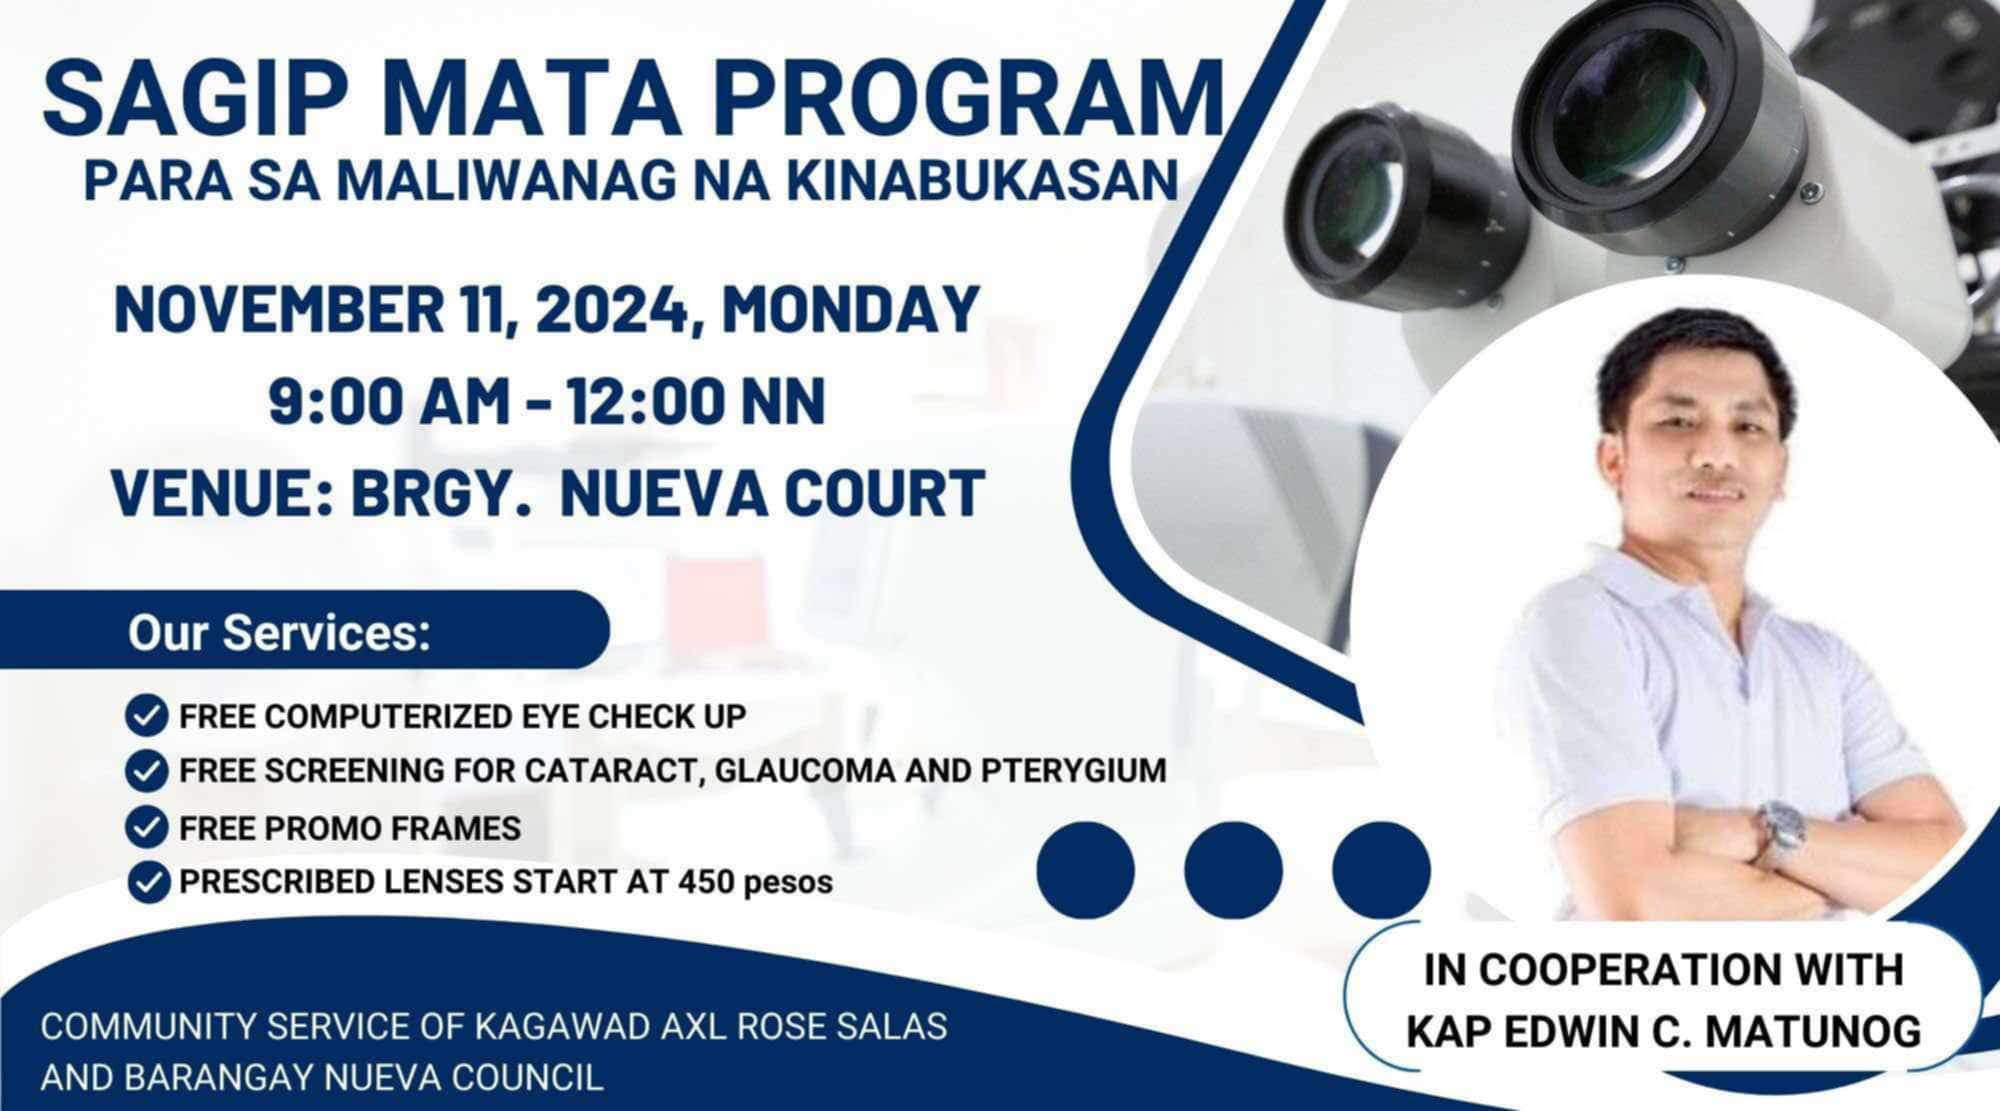 SAGIP MATA PROGRAM
PARA SA MALIWANAG NA KINABUKASAN
NOVEMBER 11, 2024, MONDAY
9:00 AM - 12:00 NN
VENUE: BRGY. NUEVA COURT
Our Services:
FREE COMPUTERIZED EYE CHECK UP
FREE SCREENING FOR CATARACT, GLAUCOMA AND PTERYGIUM
FREE PROMO FRAMES
PRESCRIBED LENSES START AT 450 pesos
COMMUNITY SERVICE OF KAGAWAD AXL ROSE SALAS
AND BARANGAY NUEVA COUNCIL
IN COOPERATION WITH
KAP EDWIN C. MATUNOG